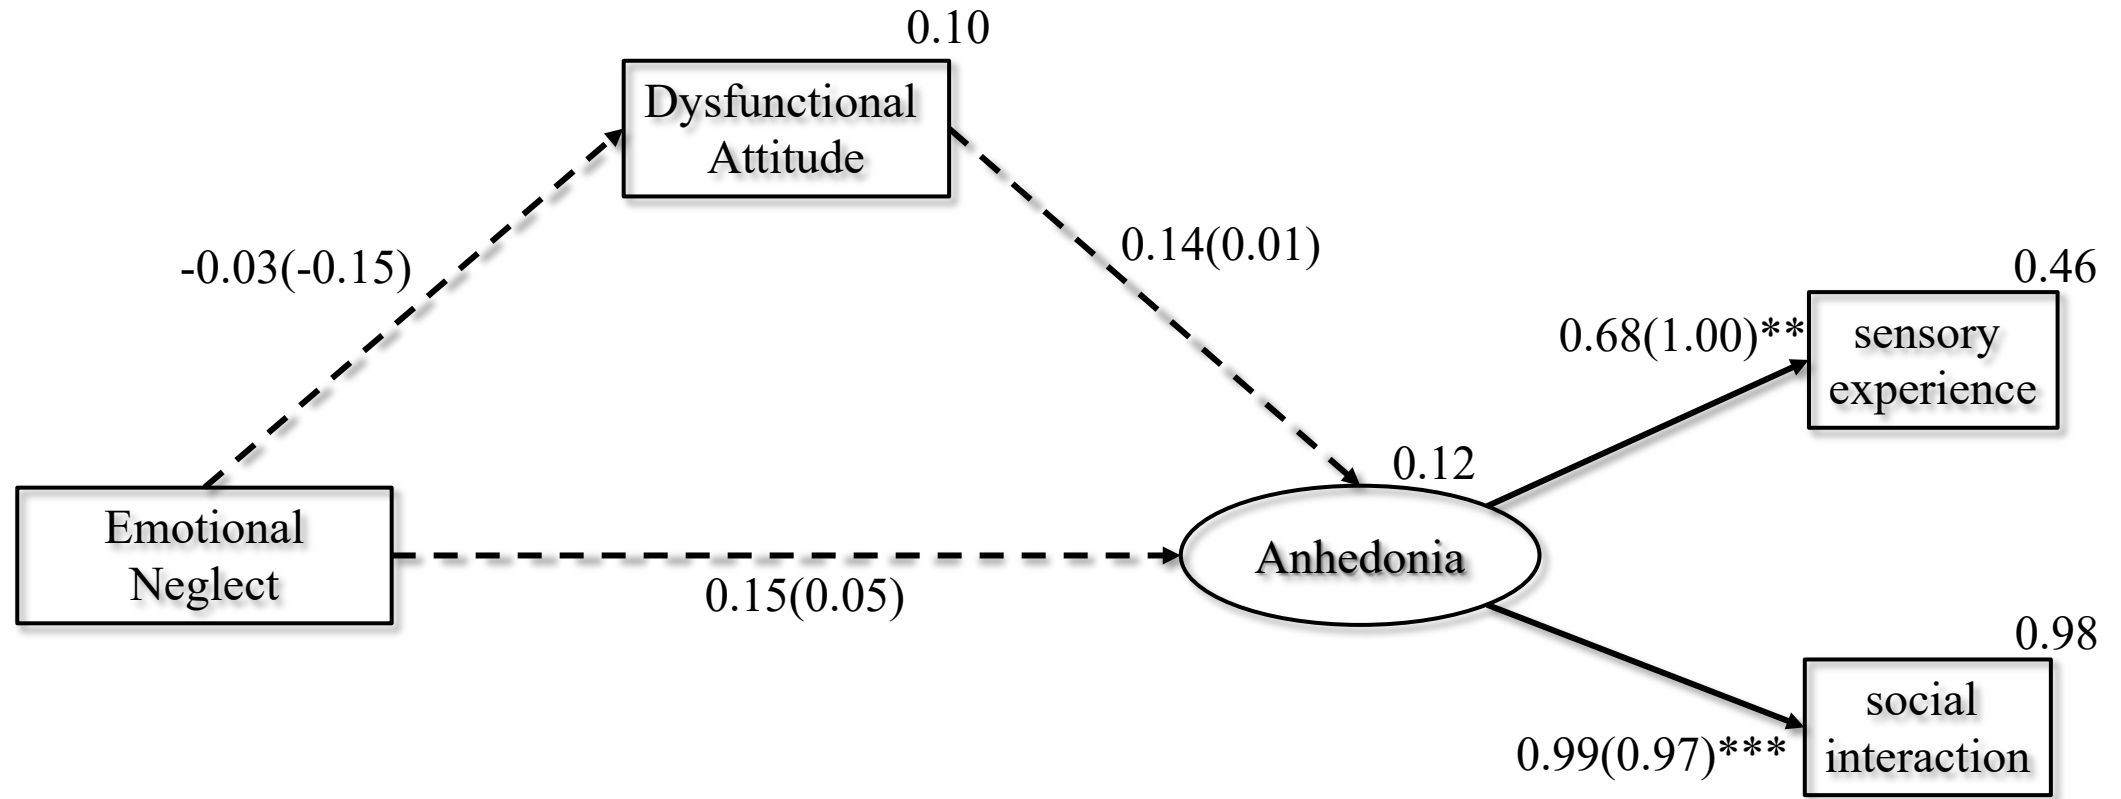 0.10
Dysfunctional
Attitude
-0.03(-0.15)
0.14(0.01)
0.46
0.68(1.00)**
sensory
experience
0.12
Emotional
Neglect
Anhedonia
0.15(0.05)
0.98
social
interaction
0.99(0.97)***